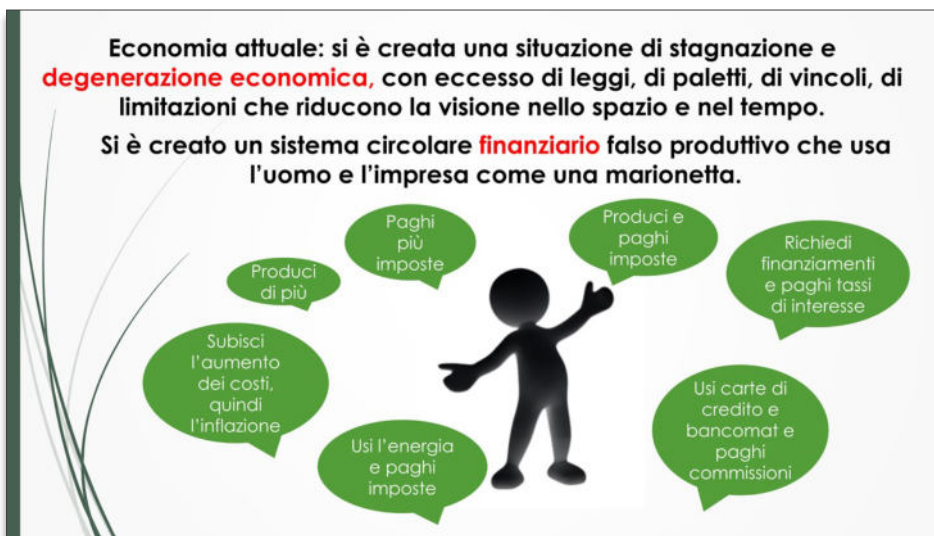 Economia attuale: si è creata una situazione di stagnazione e
degenerazione economica, con eccesso di leggi, di paletti, di vincoli, di
limitazioni che riducono la visione nello spazio e nel tempo.
Si è creato un sistema circolare finanziario falso produttivo che usa
l'uomo e l'impresa come una marionetta.
Paghi
più
imposte
Produci e
paghi
imposte
Richiedi
finanziamenti
e paghi tassi
di interesse
Produci
di più
Subisci
l'aumento
dei costi,
quindi
l'inflazione
Usi l'energia
e paghi
imposte
Usi carte di
credito e
bancomat e
paghi
commissioni